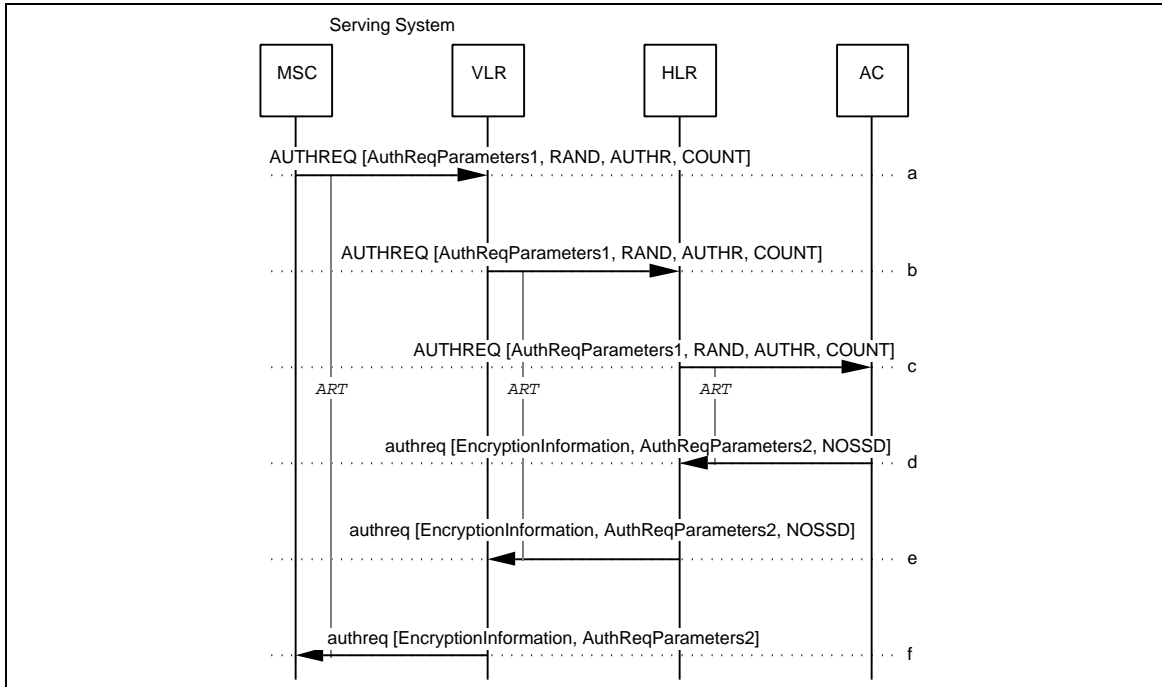 Serving System
MSC VLR HLR AC
AUTHREQ [AuthReqParameters1, RAND, AUTHR, COUNT]
a
AUTHREQ [AuthReqParameters1, RAND, AUTHR, COUNT]
b
AUTHREQ [AuthReqParameters1, RAND, AUTHR, COUNT]
c
ART ART ART
authreq [EncryptionInformation, AuthReqParameters2, NOSSD]
d
authreq [EncryptionInformation, AuthReqParameters2, NOSSD]
e
authreq [EncryptionInformation, AuthReqParameters2]
f